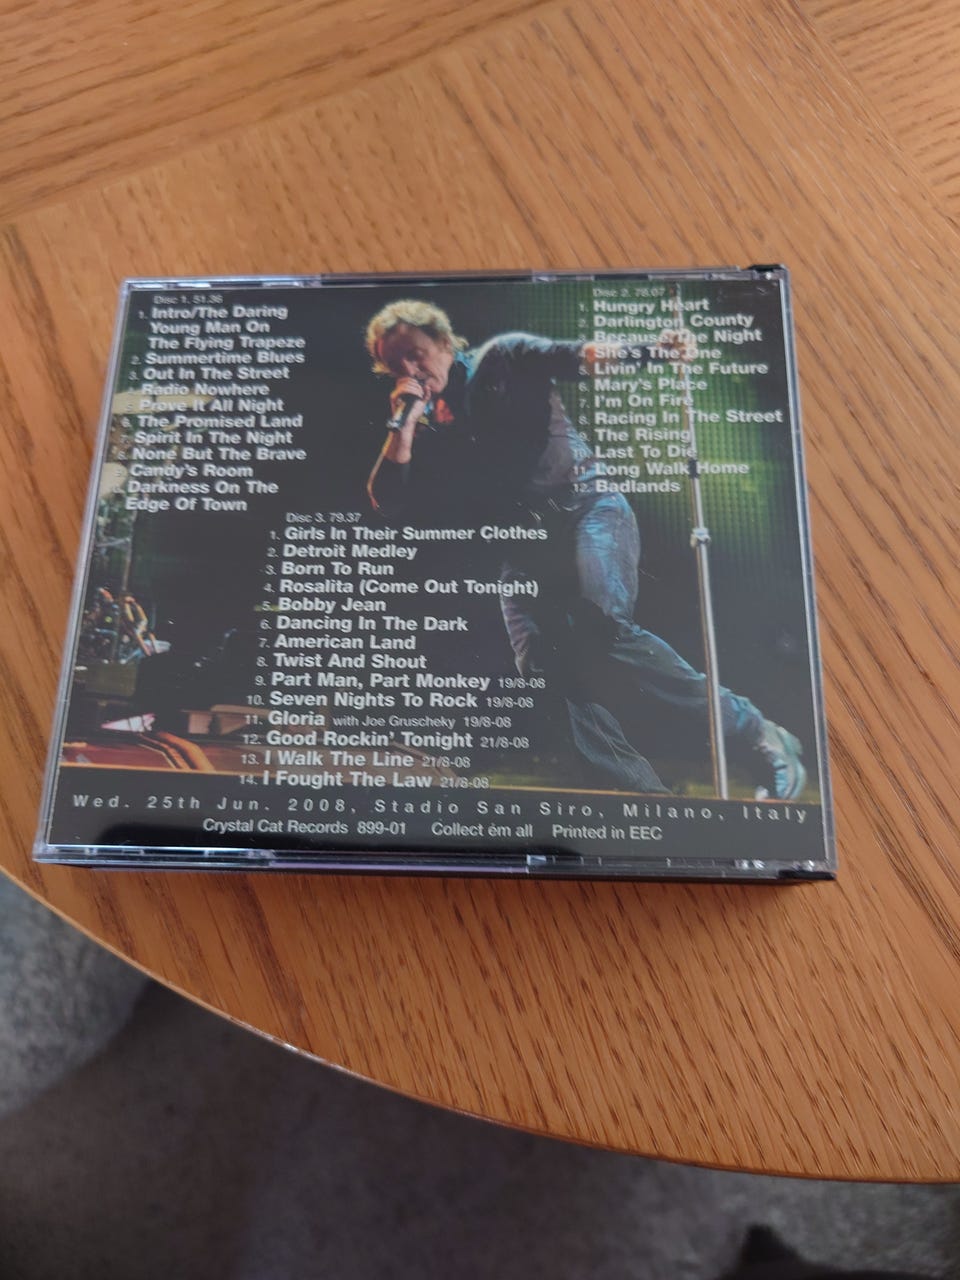 Disc 1. 51.36
1. Intro/The Daring
Young Man On
The Flying Trapeze
2. Summertime Blues
3. Out In The Street
4. Radio Nowhere
5. Prove It All Night
6. The Promised Land
7. Spirit In The Night
8. None But The Brave
9. Candy's Room
Darkness On The
Edge Of Town
Disc 2. 78.07
1. Hungry Heart
2. Darlington County
3. Because The Night
4. She's The One
5. Livin' In The Future
6. Mary's Place
7. I'm On Fire
8. Racing In The Street
9. The Rising
10. Last To Die
11. Long Walk Home
12. Badlands
Disc 3. 79.37
1. Girls In Their Summer Clothes
2. Detroit Medley
3. Born To Run
4. Rosalita (Come Out Tonight)
5. Bobby Jean
6. Dancing In The Dark
7. American Land
8. Twist And Shout
9. Part Man, Part Monkey 19/8-08
10. Seven Nights To Rock 19/8-08
11. Gloria with Joe Gruscheky 19/8-08
12. Good Rockin' Tonight 21/8-08
13. I Walk The Line 21/8-08
14. I Fought The Law 21/8-08
Wed. 25th Jun. 2008, Stadio San Siro, Milano, Italy
Crystal Cat Records 899-01 Collect ém all Printed in EEC